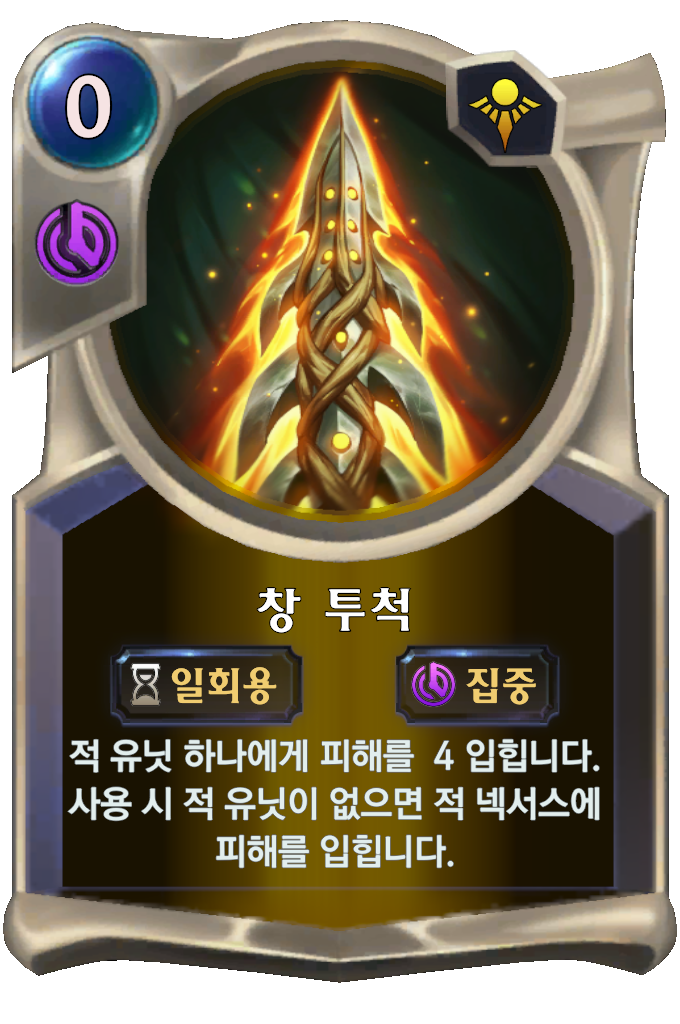 0
창 투척
일회용 집중
적 유닛 하나에게 피해를 4 입힙니다.
사용 시 적 유닛이 없으면 적 넥서스에
피해를 입힙니다.